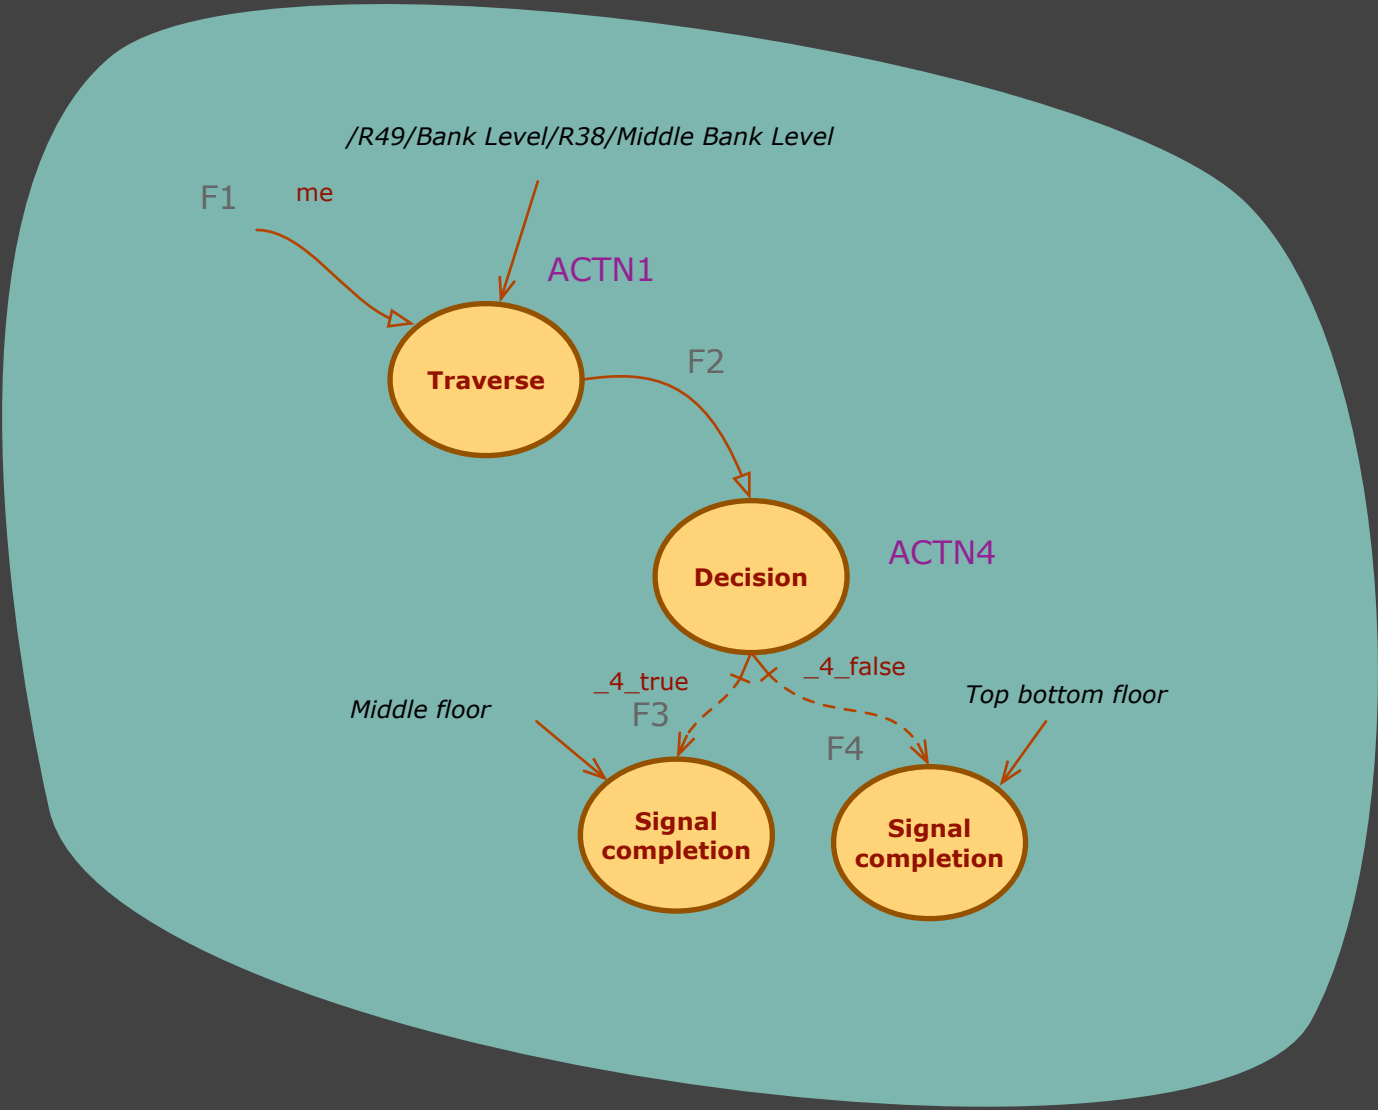 /R49/Bank Level/R38/Middle Bank Level
F1
me
ACTN1
F2
Traverse
ACTN4
Decision
_4_true
_4_false
Middle floor
F3
Top bottom floor
F4
Signal
completion
Signal
completion